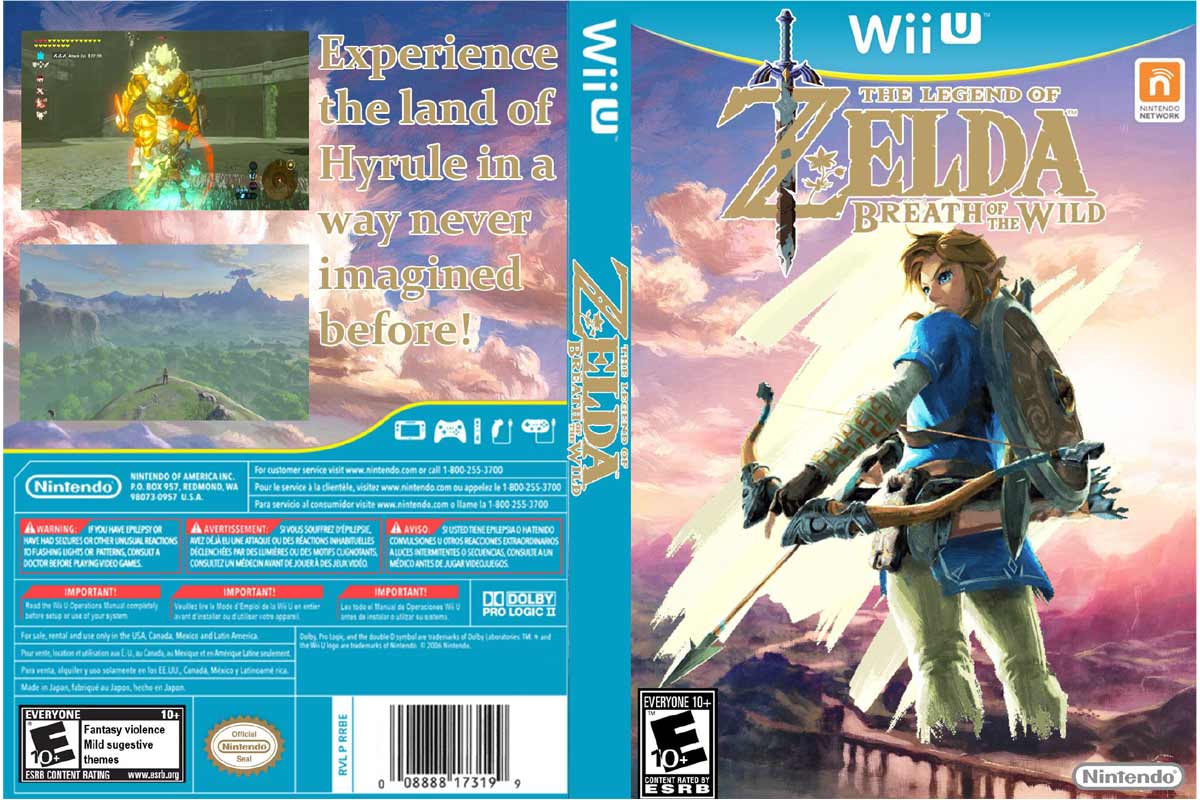 Experience
the land of
Hyrule in a
way never
imagined
before!
Nintendo
NINTENDO OF AMERICA INC.
P.O. BOX 957, REDMOND, WA
98073-0957 U.S.A.
For customer service visit www.nintendo.com or call 1-800-255-3700
Pour le service à la clientèle, visitez www.nintendo.com ou appelez le 1-800-255-3700
Para servicio al consumidor visite www.nintendo.com o llame la 1-800-255-3700
WARNING: IF YOU HAVE EPILEPSY OR
HAVE HAD SEIZURES OR OTHER UNUSUAL REACTIONS
TO FLASHING LIGHTS OR PATTERNS, CONSULT A
DOCTOR BEFORE PLAYING VIDEO GAMES.
AVERTISSEMENT: SI VOUS SOUFFREZ D'ÉPILEPSIE,
AVEZ DÉJÀ EU UNE ATTAQUE OU DES RÉACTIONS INHABITUELLES
DÉCLENCHÉES PAR DES LUMIÈRES OU DES MOTIFS CLIGNOTANTS,
CONSULTEZ UN MÉDECIN AVANT DE JOUER À DES JEUX VIDÉO.
AVISO: SI USTED TIENE EPILEPSIA O HA TENIDO
CONVULSIONES U OTROS REACCIONES EXTRAORDINARIOS
A LUCES INTERMITENTES O SECUENCIAS, CONSULTE A UN
MÉDICO ANTES DE JUGAR VIDEOJUEGOS.
IMPORTANT!
Read the Wii U Operations Manual completely
before setup or use of your system.
IMPORTANT!
Veuillez lire le Mode d'Emploi de la Wii U en entier
avant d'installer ou d'utiliser votre appareil.
IMPORTANT!
Lea todo el Manual de Operaciones Wii U
antes de instalar o utilizar su sistema.
DOLBY
PRO LOGIC II
For sale, rental and use only in the USA, Canada, Mexico and Latin America.
Pour vente, location et utilisation aux E. U., au Canada, au Mexique et en Amérique Latine seulement.
Para venta, alquiler y uso solamente en los EE.UU., Canadá, México y Latinoamé rica.
Made in Japan, fabriqué au Japon, hecho en Japon.
Dolby, Pro Logic, and the double-D symbol are trademarks of Dolby Laboratories. TM, ® and
the Wii U logo are trademarks of Nintendo. © 2006 Nintendo.
EVERYONE 10+
E
10+
Fantasy violence
Mild sugestive
themes
ESRB CONTENT RATING www.esrb.org
Official
Nintendo
Seal
RVL P RRBE
0 08888 17319 9
Wii U
THE LEGEND OF
ZELDA
BREATH OF THE WILD
Wii U™
NINTENDO
NETWORK
THE LEGEND OF
ZELDA™
BREATH OF THE WILD
EVERYONE 10+
E
10+
CONTENT RATED BY
ESRB
Nintendo